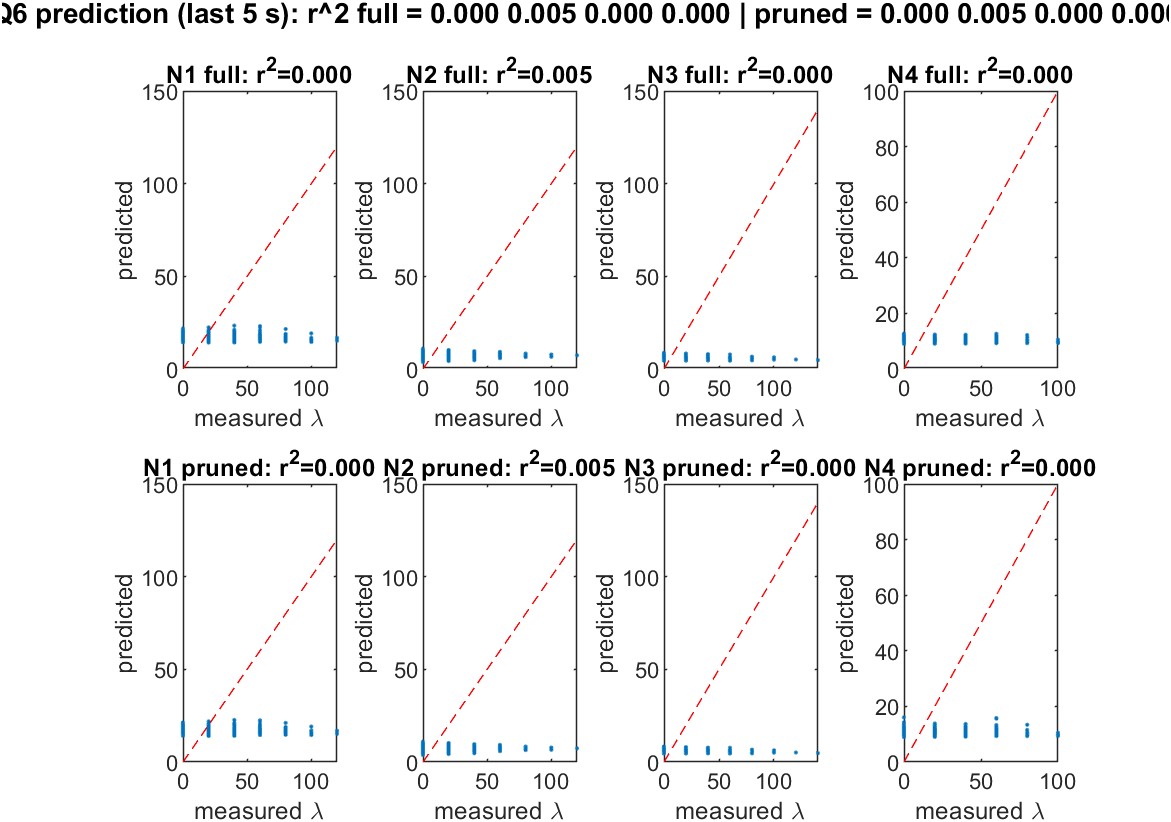 Q6 prediction (last 5 s): r^2 full = 0.000 0.005 0.000 0.000 | pruned = 0.000 0.005 0.000 0.000
N1 full: r²=0.000 N2 full: r²=0.005 N3 full: r²=0.000 N4 full: r²=0.000
150 150 150 100
80
100 100 100
60
predicted predicted predicted predicted
40
50 50 50
20
0 0 0 0
0 50 100 0 50 100 0 50 100 0 50 100
measured λ measured λ measured λ measured λ
N1 pruned: r²=0.000 N2 pruned: r²=0.005 N3 pruned: r²=0.000 N4 pruned: r²=0.000
150 150 150 100
80
100 100 100
60
predicted predicted predicted predicted
40
50 50 50
20
0 0 0 0
0 50 100 0 50 100 0 50 100 0 50 100
measured λ measured λ measured λ measured λ